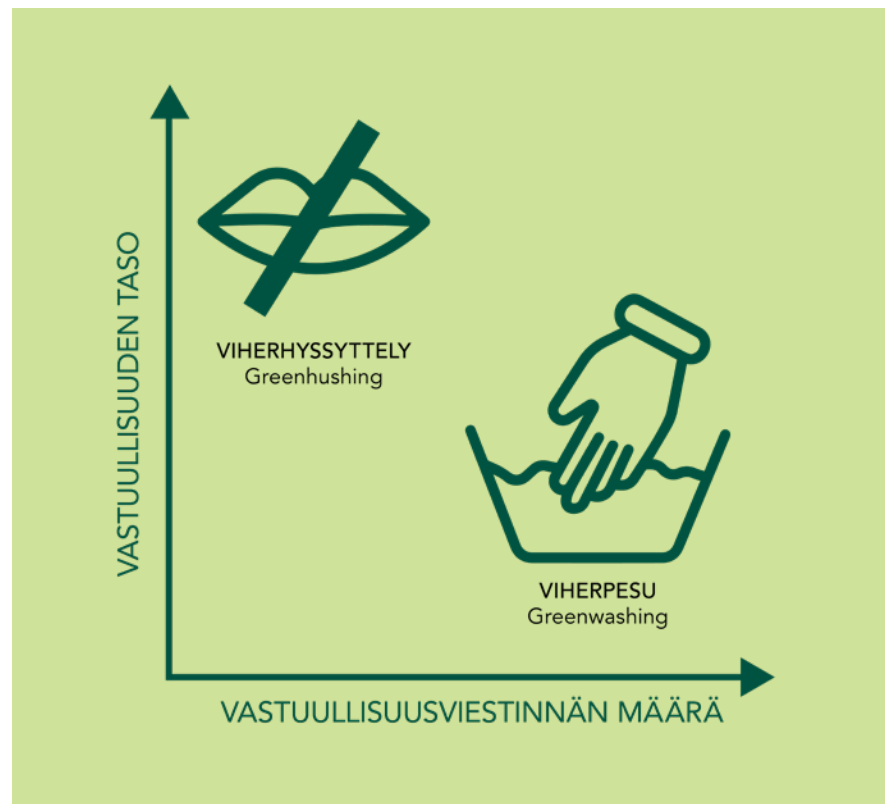 VASTUULLISUUDEN TASO
VIHERHYSSYTTELY
Greenhushing
VIHERPESU
Greenwashing
VASTUULLISUUSVIESTINNÄN MÄÄRÄ